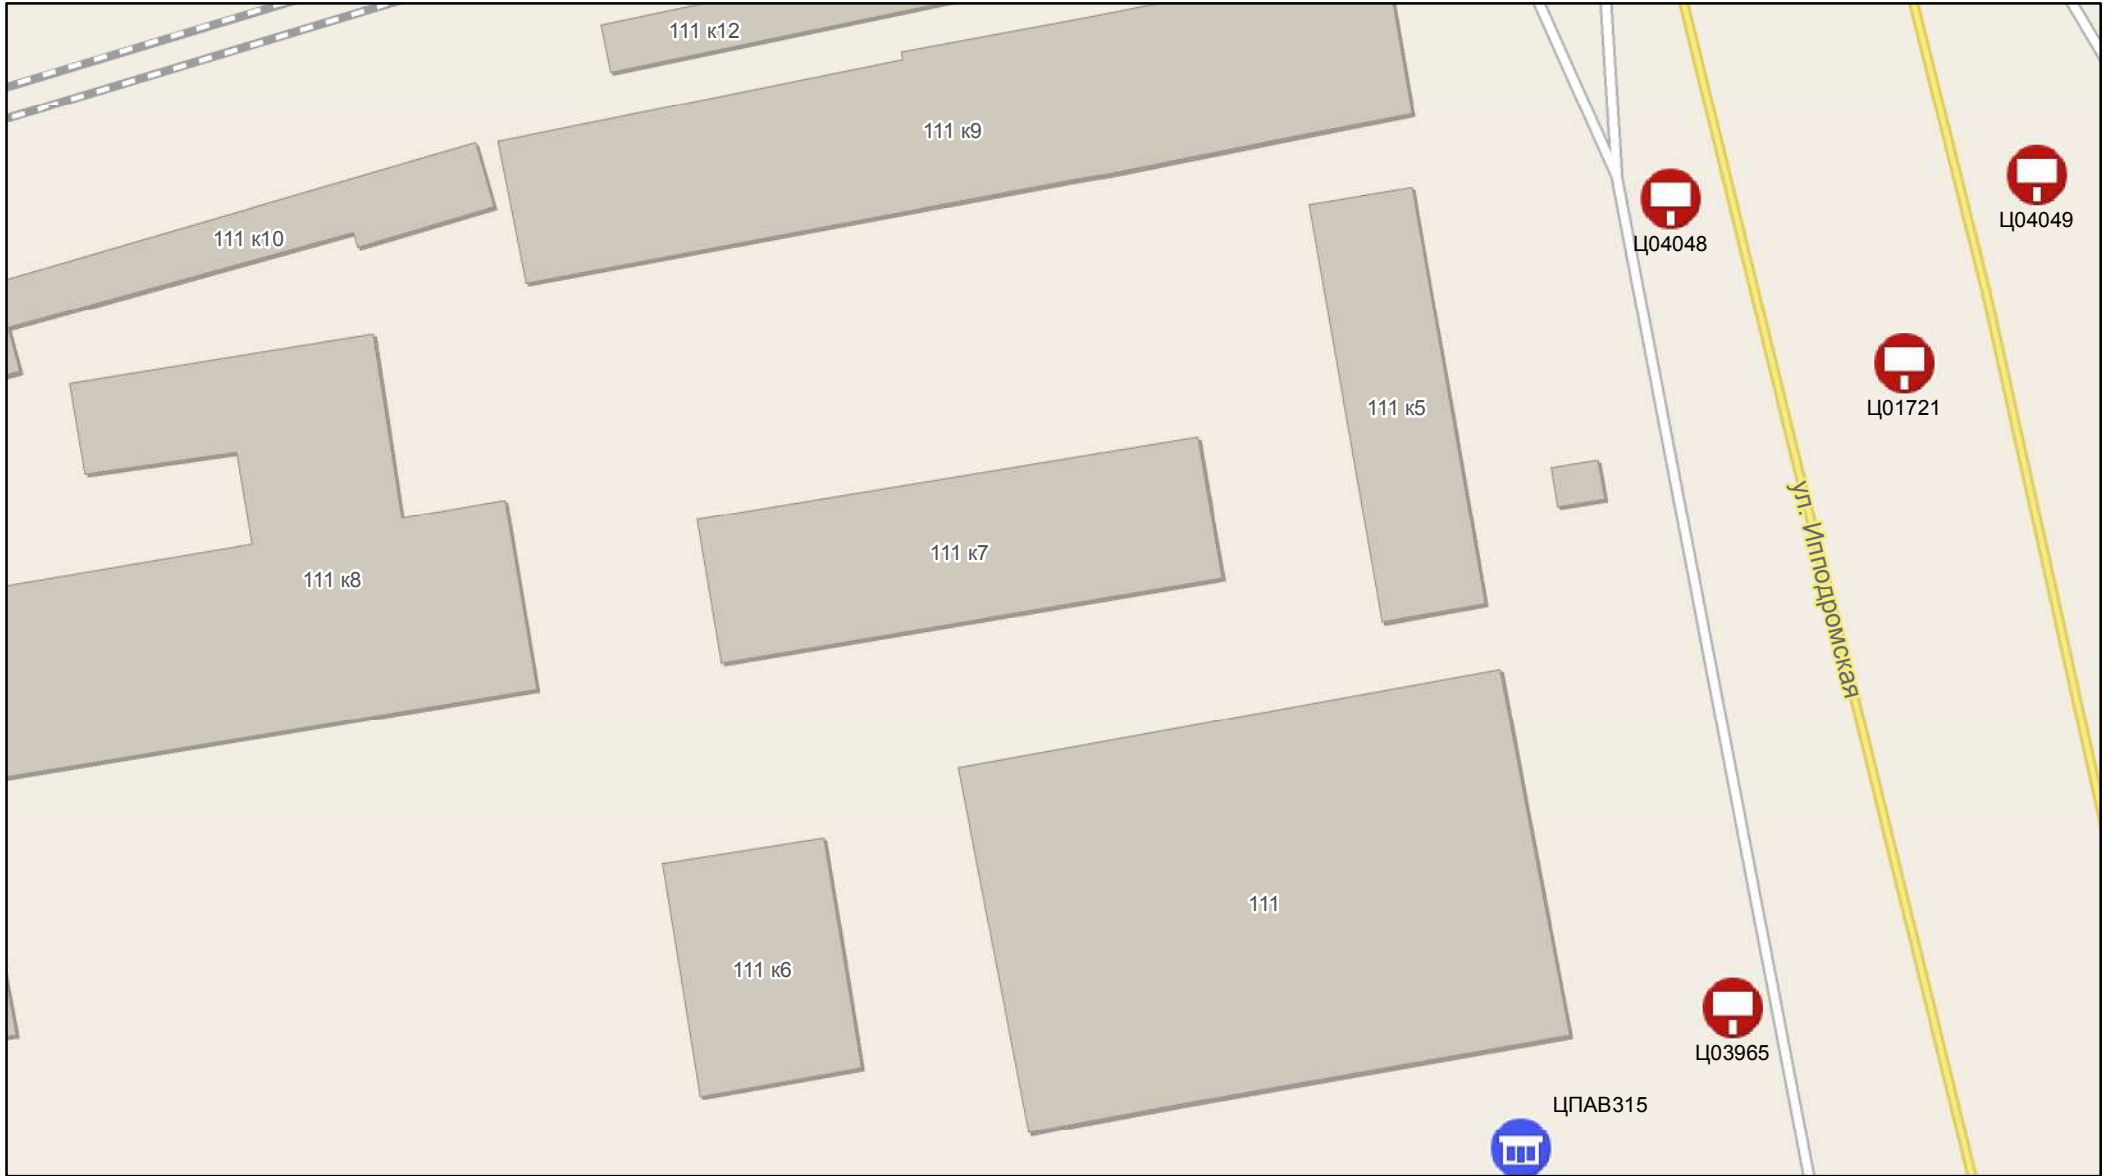 111 к12
111 к9
111 к10
Ц04049
Ц04048
111 к5
Ц01721
111 к7
111 к8
ул. Ипподромская
111
111 к6
Ц03965
ЦПАВ315